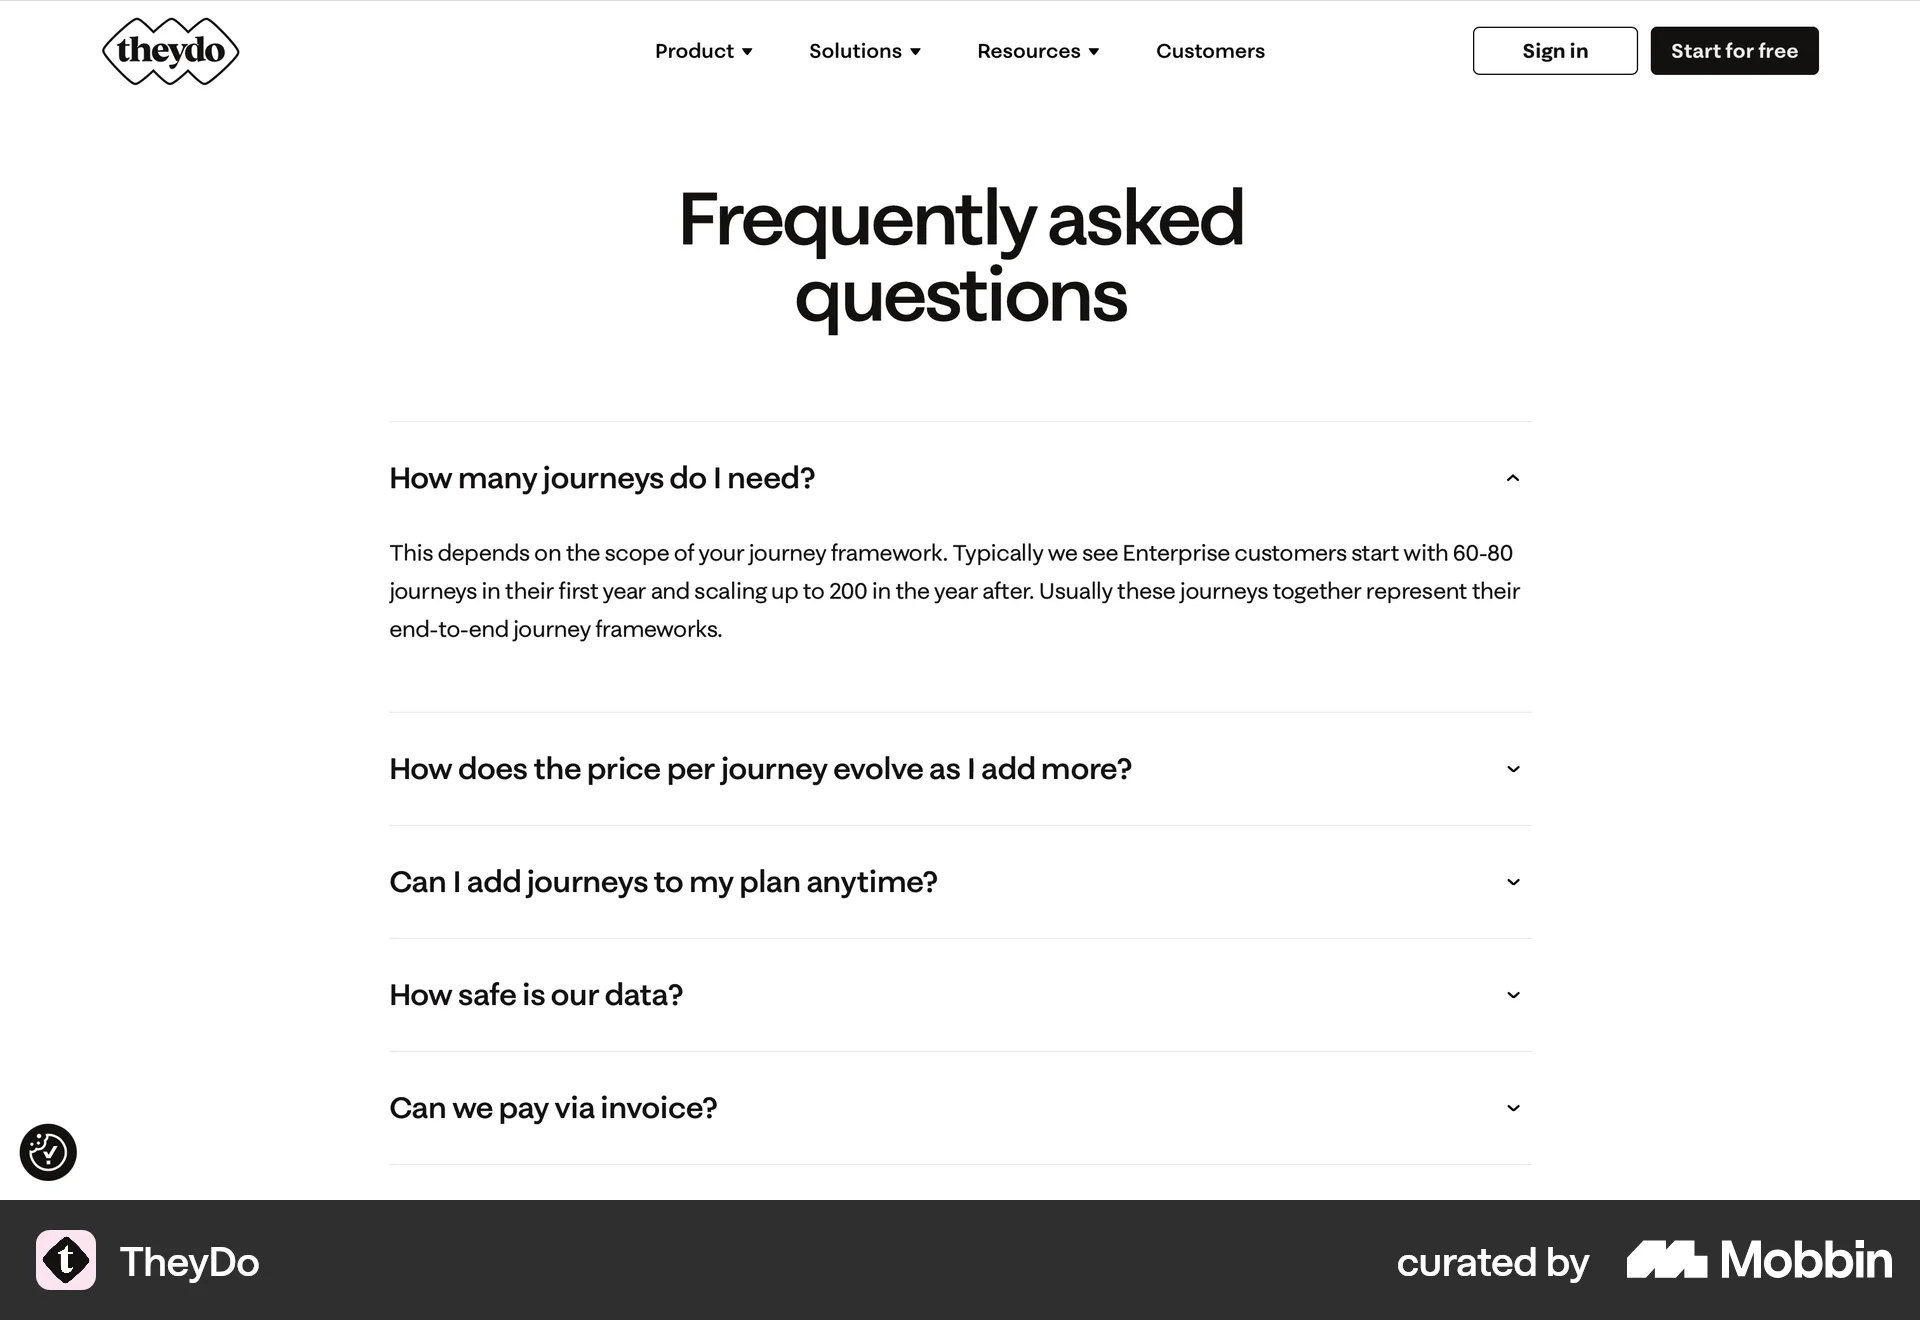 theydo
Product
Solutions
Resources
Customers
Sign in
Start for free
Frequently asked
questions
How many journeys do I need?
This depends on the scope of your journey framework. Typically we see Enterprise customers start with 60-80
journeys in their first year and scaling up to 200 in the year after. Usually these journeys together represent their
end-to-end journey frameworks.
How does the price per journey evolve as I add more?
Can I add journeys to my plan anytime?
How safe is our data?
Can we pay via invoice?
t
TheyDo
curated by
Mobbin